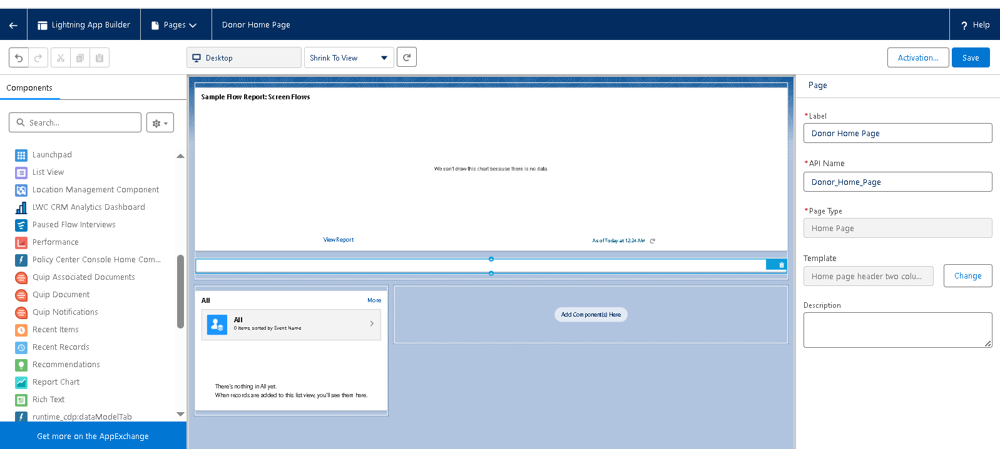 Lightning App Builder
Pages
Donor Home Page
? Help
Desktop
Shrink To View
Activation...
Save
Components
Search...
Launchpad
List View
Location Management Component
LWC CRM Analytics Dashboard
Paused Flow Interviews
Performance
Policy Center Console Home Com...
Quip Associated Documents
Quip Document
Quip Notifications
Recent Items
Recent Records
Recommendations
Report Chart
Rich Text
runtime_cdp:dataModelTab
Get more on the AppExchange
Sample Flow Report: Screen Flows
We can't draw this chart because there is no data.
View Report
As of Today at 12:24 AM
All
More
All
0 items, sorted by Event Name
There's nothing in All yet.
When records are added to this list view, you'll see them here.
Add Component(s) Here
Page
*Label
Donor Home Page
*API Name
Donor_Home_Page
*Page Type
Home Page
Template
Home page header two colu...
Change
Description